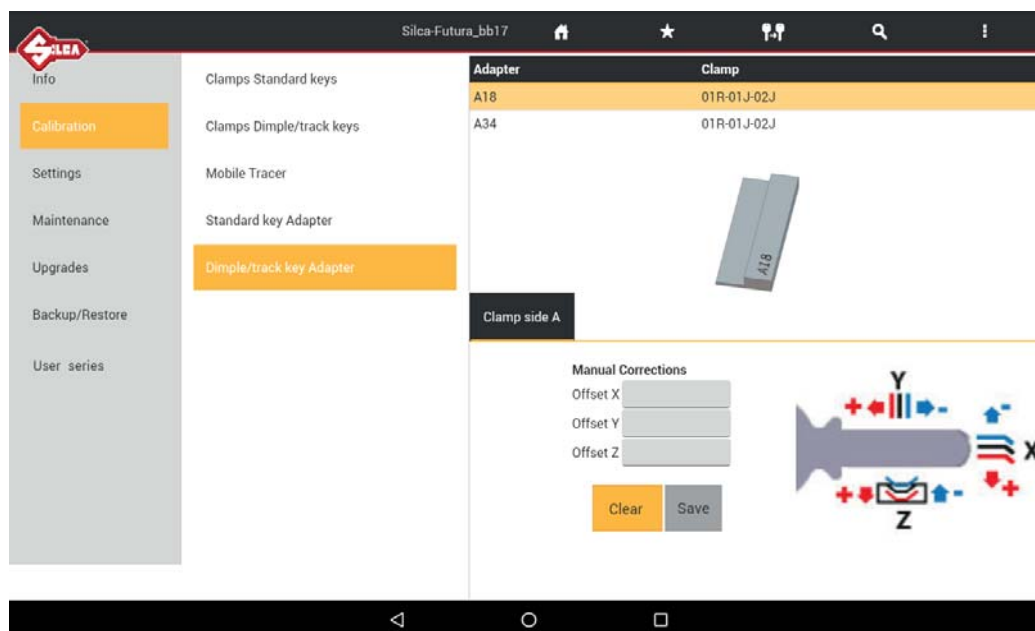 Silca-Futura_bb17
SILCA
Info
Calibration
Settings
Maintenance
Upgrades
Backup/Restore
User series
Clamps Standard keys
Clamps Dimple/track keys
Mobile Tracer
Standard key Adapter
Dimple/track key Adapter
Adapter Clamp
A18 01R-01J-02J
A34 01R-01J-02J
A18
Clamp side A
Manual Corrections
Offset X
Offset Y
Offset Z
Clear Save
Y
+ -
-
X
+
+ -
Z